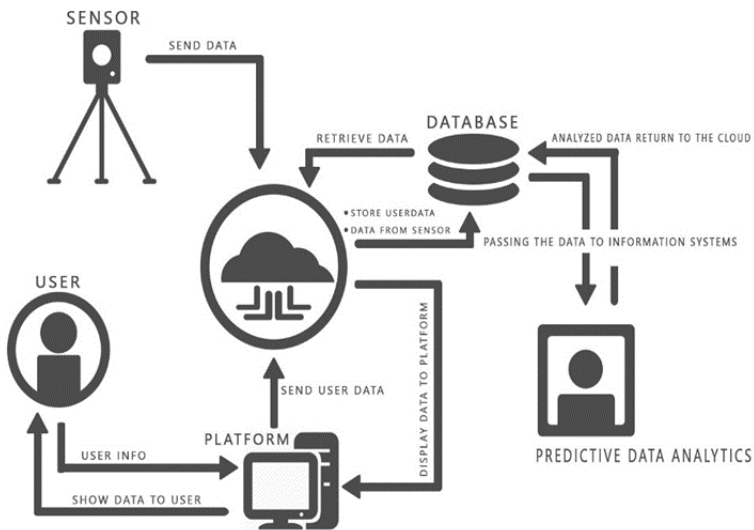 SENSOR
SEND DATA
DATABASE
RETRIEVE DATA
ANALYZED DATA RETURN TO THE CLOUD
• STORE USERDATA
• DATA FROM SENSOR
PASSING THE DATA TO INFORMATION SYSTEMS
USER
DISPLAY DATA TO PLATFORM
SEND USER DATA
PLATFORM
USER INFO
PREDICTIVE DATA ANALYTICS
SHOW DATA TO USER